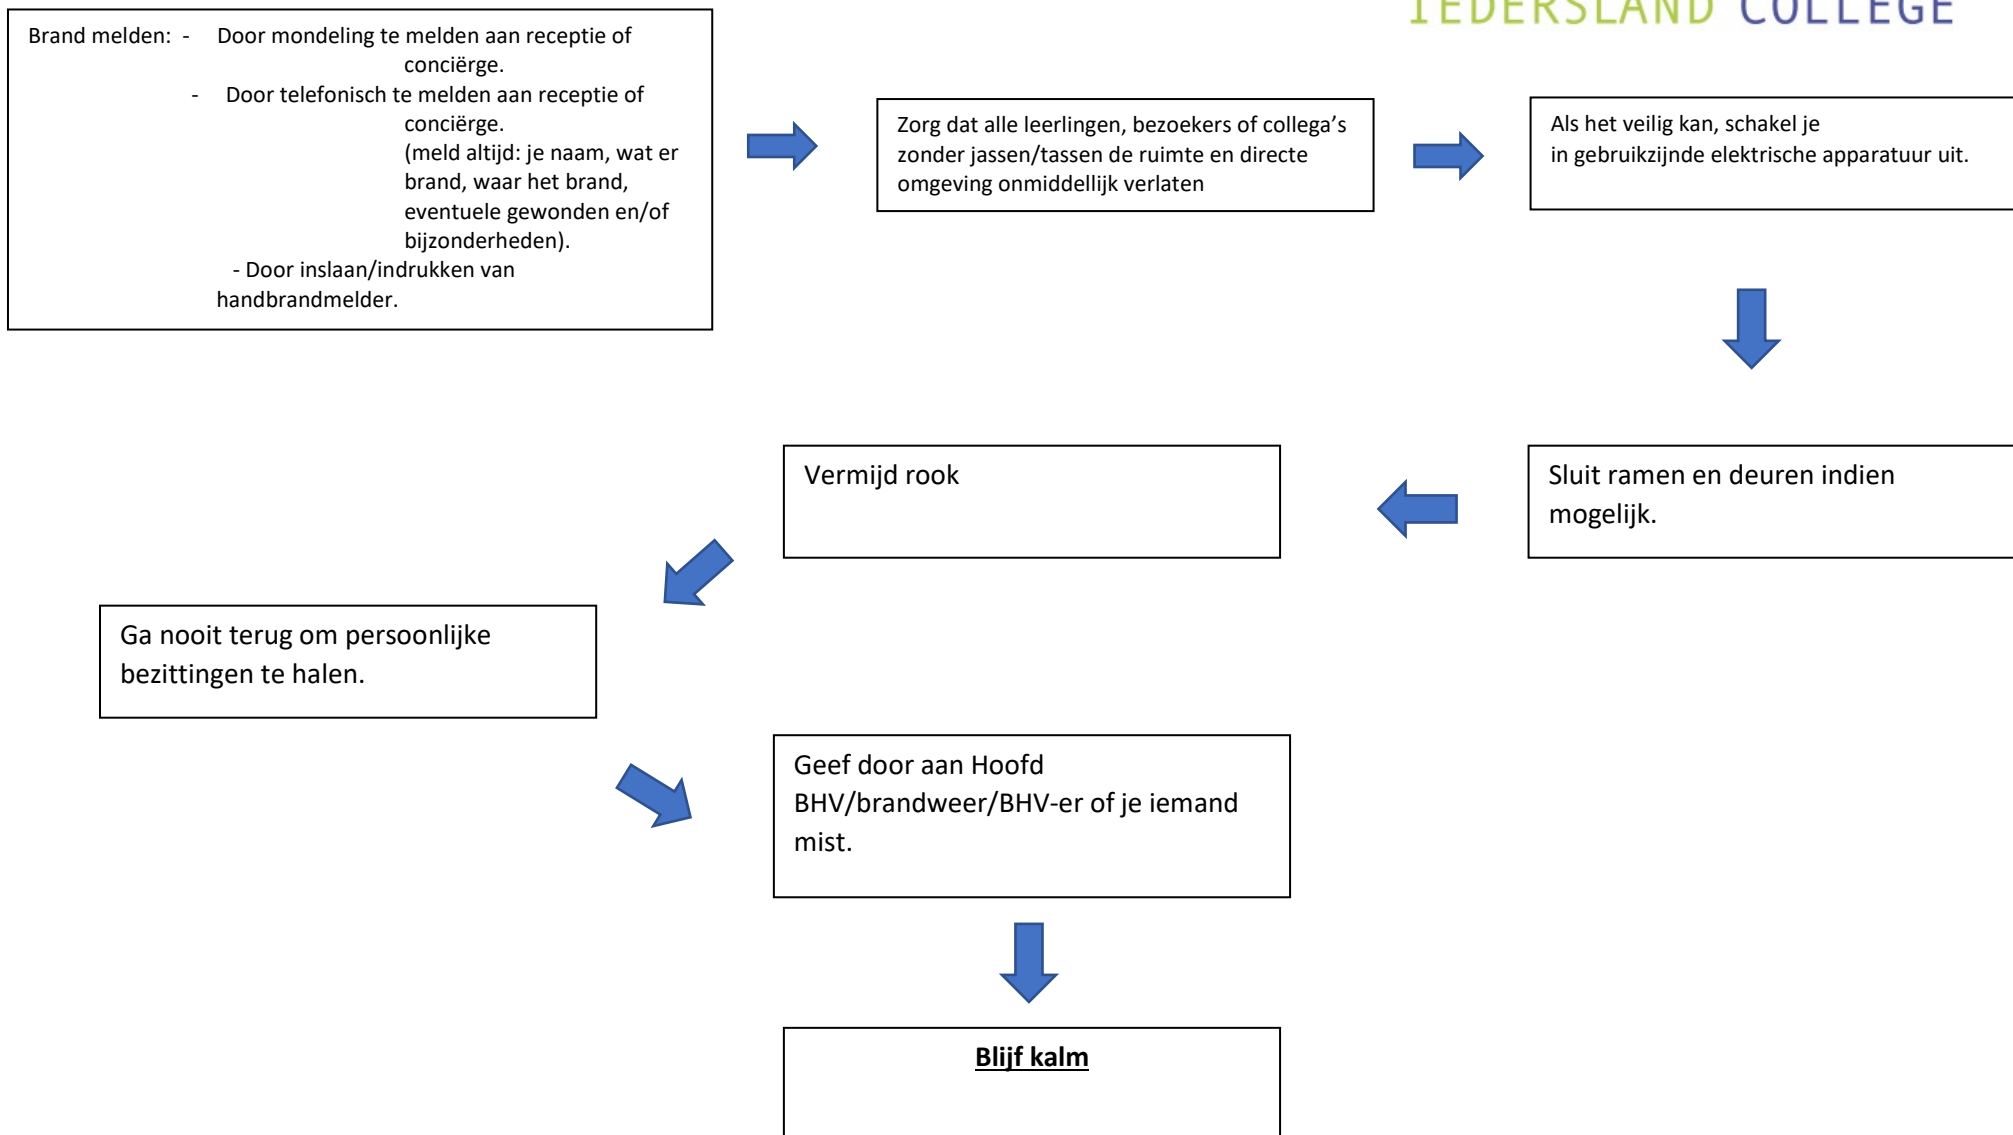 IEDERSLAND COLLEGE
Brand melden: - Door mondeling te melden aan receptie of
conciërge.
- Door telefonisch te melden aan receptie of
conciërge.
(meld altijd: je naam, wat er
brand, waar het brand,
eventuele gewonden en/of
bijzonderheden).
- Door inslaan/indrukken van
handbrandmelder.
Zorg dat alle leerlingen, bezoekers of collega's
zonder jassen/tassen de ruimte en directe
omgeving onmiddellijk verlaten
Als het veilig kan, schakel je
in gebruikzijnde elektrische apparatuur uit.
Sluit ramen en deuren indien
mogelijk.
Vermijd rook
Ga nooit terug om persoonlijke
bezittingen te halen.
Geef door aan Hoofd
BHV/brandweer/BHV-er of je iemand
mist.
Blijf kalm